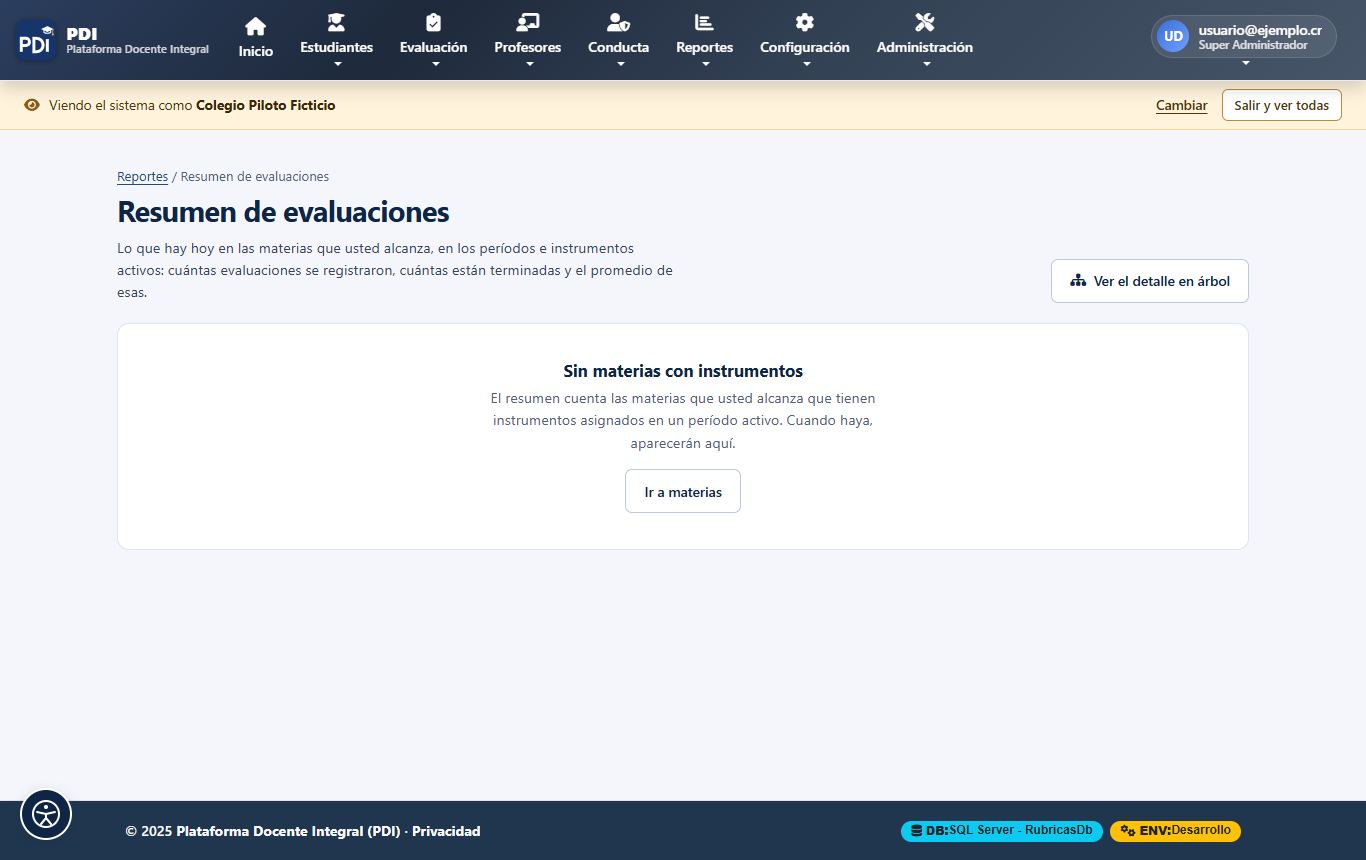 PDI
PDI
Plataforma Docente Integral
Inicio
Estudiantes
Evaluación
Profesores
Conducta
Reportes
Configuración
Administración
UD
usuario@ejemplo.cr
Super Administrador
Viendo el sistema como Colegio Piloto Ficticio
Cambiar
Salir y ver todas
Reportes / Resumen de evaluaciones
Resumen de evaluaciones
Lo que hay hoy en las materias que usted alcanza, en los períodos e instrumentos
activos: cuántas evaluaciones se registraron, cuántas están terminadas y el promedio de
esas.
Ver el detalle en árbol
Sin materias con instrumentos
El resumen cuenta las materias que usted alcanza que tienen
instrumentos asignados en un período activo. Cuando haya,
aparecerán aquí.
Ir a materias
© 2025 Plataforma Docente Integral (PDI) · Privacidad
DB:SQL Server - RubricasDb
ENV:Desarrollo